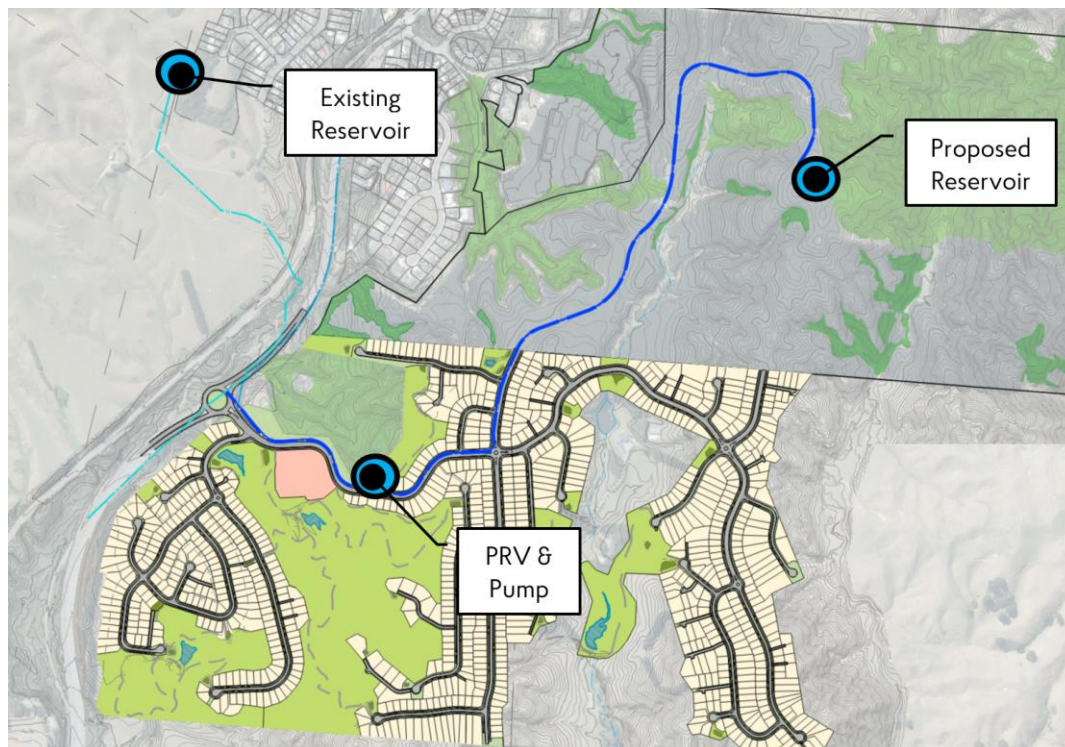 Existing
Reservoir
Proposed
Reservoir
PRV &
Pump